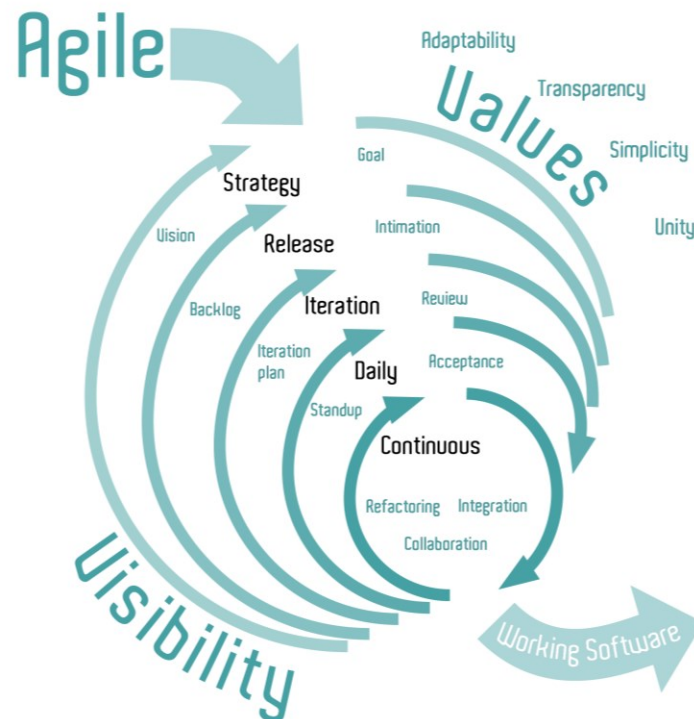 Agile
Adaptability
Values
Transparency
Simplicity
Unity
Goal
Strategy
Vision
Intimation
Release
Backlog
Review
Iteration
Iteration
plan
Acceptance
Daily
Standup
Continuous
Refactoring
Integration
Collaboration
Visibility
Working Software